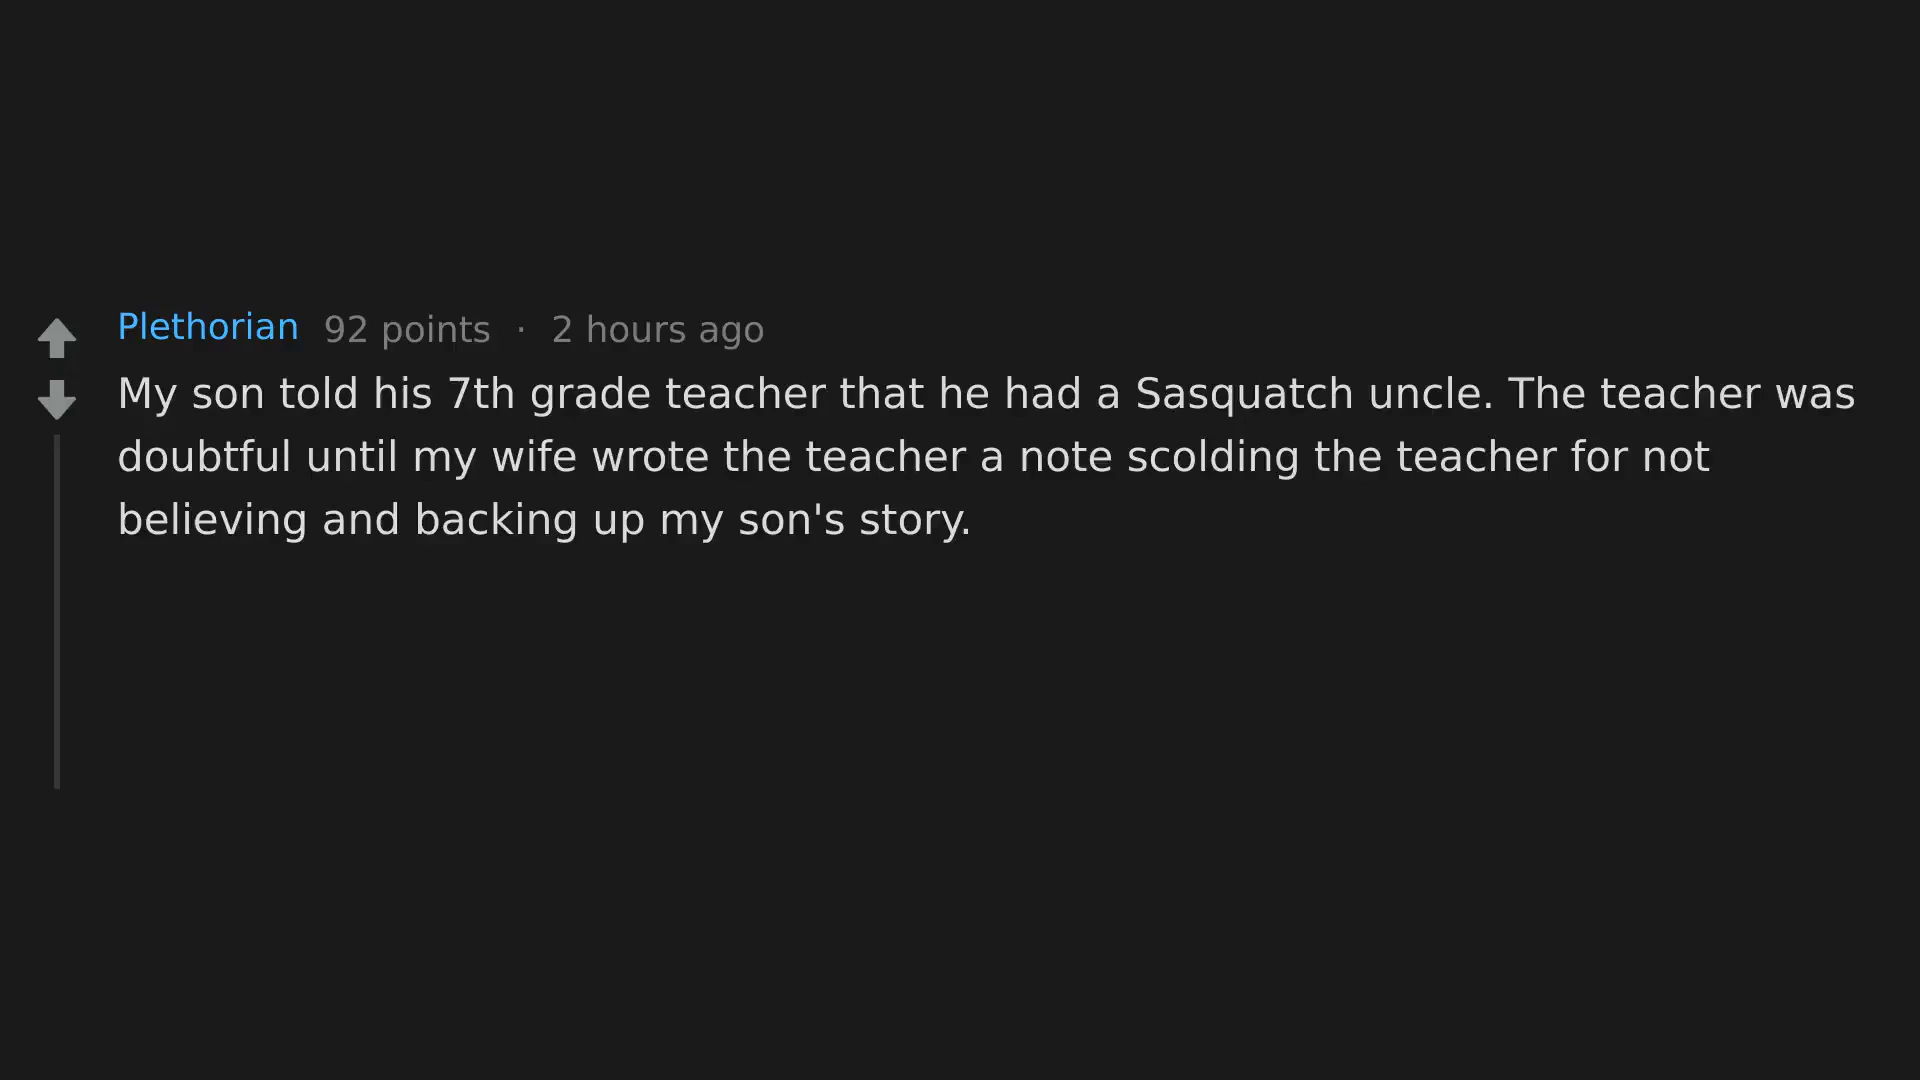 Plethorian 92 points · 2 hours ago
My son told his 7th grade teacher that he had a Sasquatch uncle. The teacher was
doubtful until my wife wrote the teacher a note scolding the teacher for not
believing and backing up my son's story.